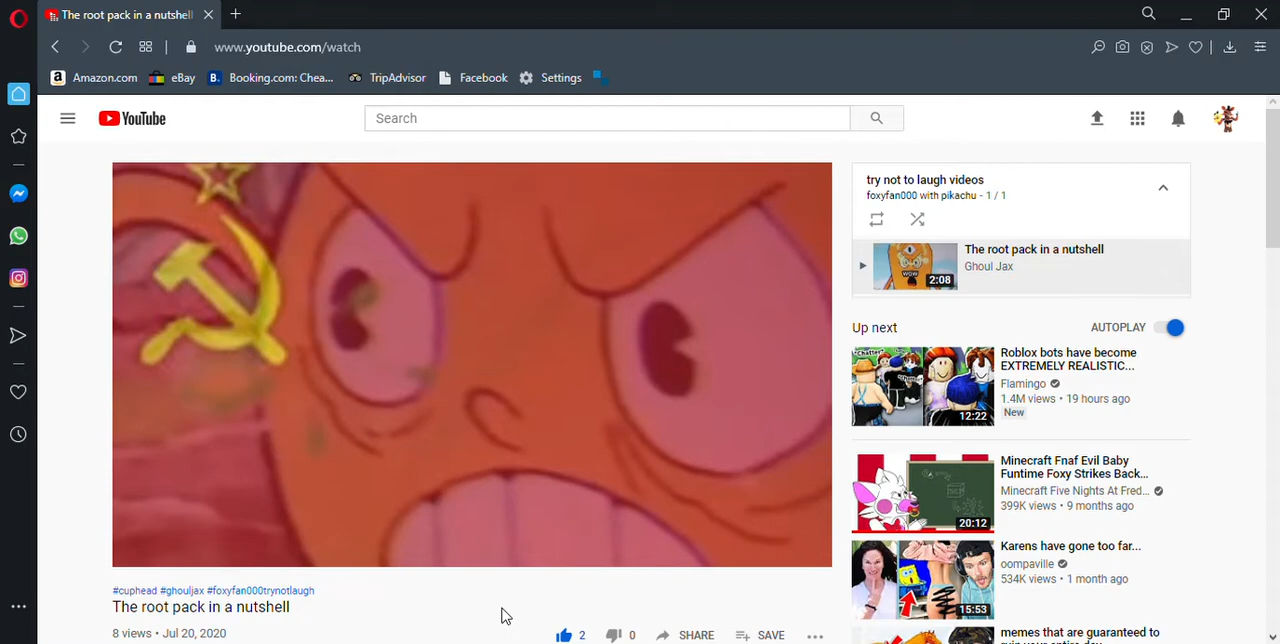 The root pack in a nutshell
www.youtube.com/watch
Amazon.com
eBay
B. Booking.com: Chea...
TripAdvisor
Facebook
Settings
YouTube
Search
try not to laugh videos
foxyfan000 with pikachu - 1 / 1
WOW
2:08
The root pack in a nutshell
Ghoul Jax
Up next
AUTOPLAY
*Chatter*
12:22
Roblox bots have become
EXTREMELY REALISTIC...
Flamingo
1.4M views • 19 hours ago
New
20:12
Minecraft Fnaf Evil Baby
Funtime Foxy Strikes Back...
Minecraft Five Nights At Fred...
399K views • 9 months ago
15:53
Karens have gone too far...
oompaville
534K views • 1 month ago
memes that are guaranteed to
#cuphead #ghouljax #foxyfan000trynotlaugh
The root pack in a nutshell
8 views • Jul 20, 2020
2
0
SHARE
SAVE